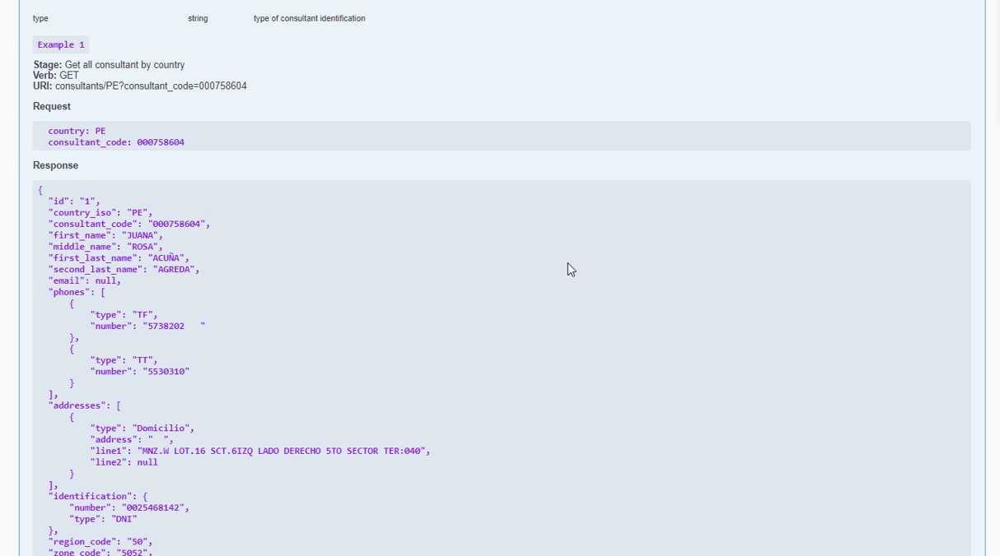 type string type of consultant identification
Example 1
Stage: Get all consultant by country
Verb: GET
URI: consultants/PE?consultant_code=000758604
Request
country: PE
consultant_code: 000758604
Response
{
"id": "1",
"country_iso": "PE",
"consultant_code": "000758604",
"first_name": "JUANA",
"middle_name": "ROSA",
"first_last_name": "ACUÑA",
"second_last_name": "AGREDA",
"email": null,
"phones": [
{
"type": "TF",
"number": "5738202   "
},
{
"type": "TT",
"number": "5530310"
}
],
"addresses": [
{
"type": "Domicilio",
"address": "  ",
"line1": "MNZ.W LOT.16 SCT.6IZQ LADO DERECHO 5TO SECTOR TER:040",
"line2": null
}
],
"identification": {
"number": "0025468142",
"type": "DNI"
},
"region_code": "50",
"zone_code": "5052",